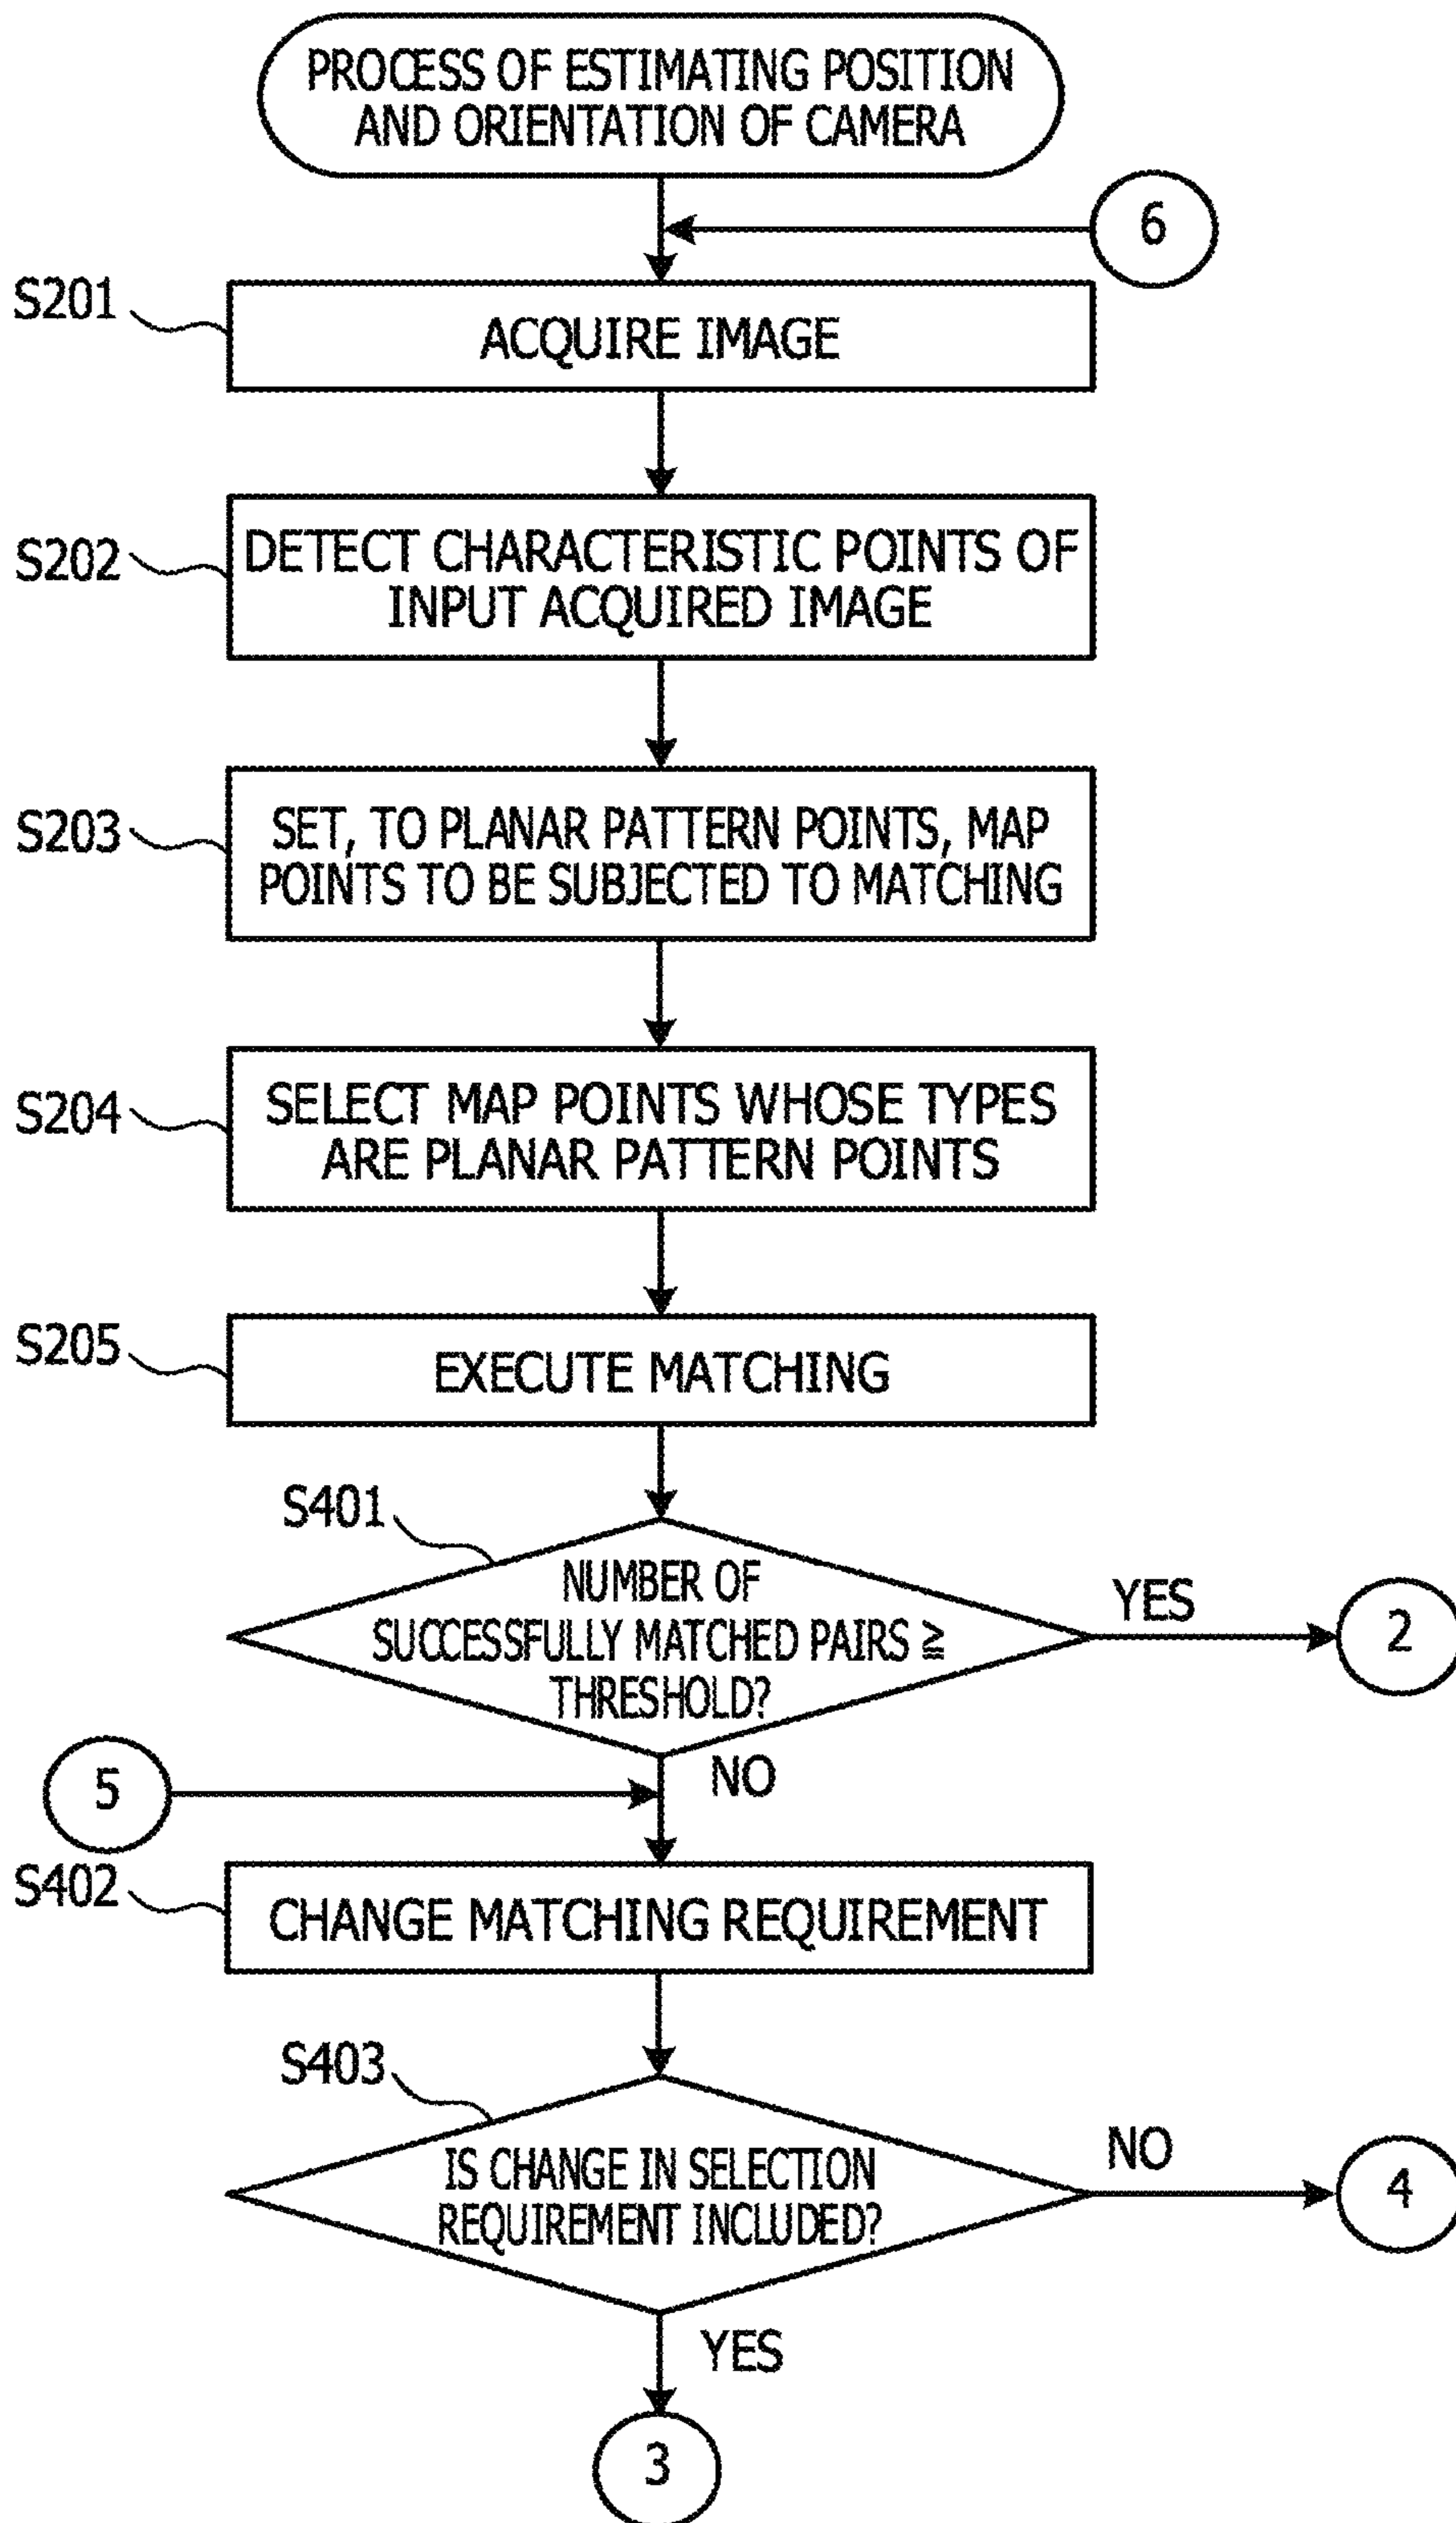 PROCESS OF ESTIMATING POSITION
AND ORIENTATION OF CAMERA
6
S201
ACQUIRE IMAGE
S202
DETECT CHARACTERISTIC POINTS OF
INPUT ACQUIRED IMAGE
S203
SET, TO PLANAR PATTERN POINTS, MAP
POINTS TO BE SUBJECTED TO MATCHING
S204
SELECT MAP POINTS WHOSE TYPES
ARE PLANAR PATTERN POINTS
S205
EXECUTE MATCHING
S401
NUMBER OF
SUCCESSFULLY MATCHED PAIRS ≧
THRESHOLD?
YES
2
NO
5
S402
CHANGE MATCHING REQUIREMENT
S403
IS CHANGE IN SELECTION
REQUIREMENT INCLUDED?
NO
4
YES
3